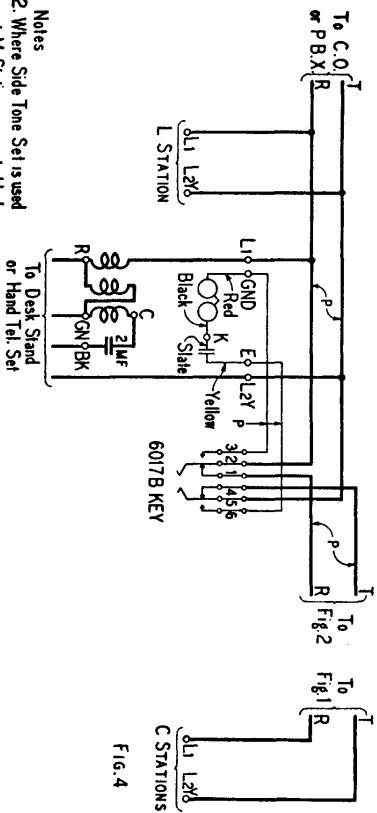 To C.O.
or P.B.X.
T
R
L1 L2Y
L STATION
P
L1
GND
Red
Black
K
Slate
E
L2Y
Yellow
P
R
C
2 MF
GN
BK
To Desk Stand
or Hand Tel. Set
3
2
1
4
5
6
6017B KEY
P
T
R
To
Fig.2
To
Fig.1
T
R
L1 L2Y
C STATIONS
FIG.4
Notes
2. Where Side Tone Set is used